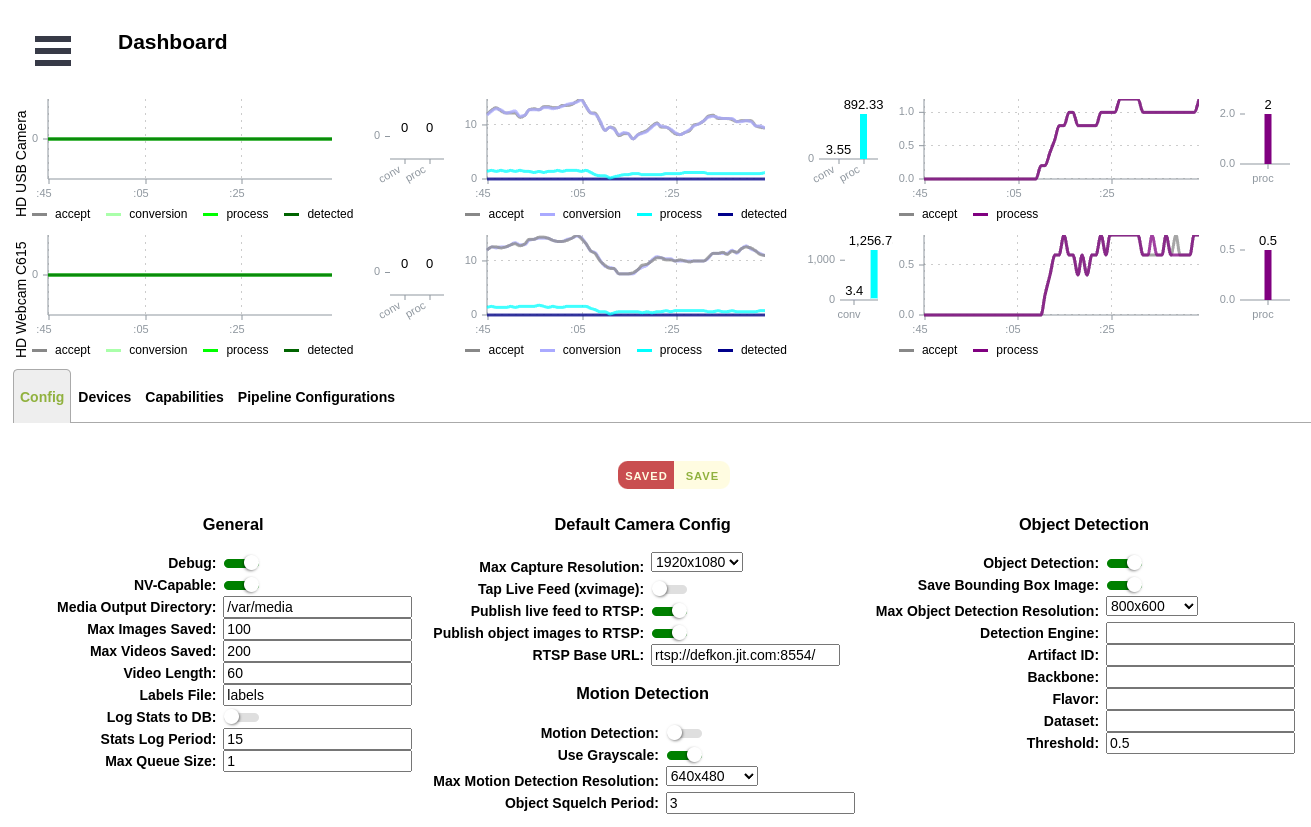 Dashboard
HD USB Camera
0
:45 :05 :25
accept conversion process detected
0 0 0
conv proc
10
0
:45 :05 :25
accept conversion process detected
892.33
3.55
0
conv proc
1.0
0.5
0.0
:45 :05 :25
accept process
2
2.0
0.0
proc
HD Webcam C615
0
:45 :05 :25
accept conversion process detected
0 0 0
conv proc
10
0
:45 :05 :25
accept conversion process detected
1,256.7
1,000
3.4
0
conv
0.5
0.0
:45 :05 :25
accept process
0.5
0.5
0.0
proc
Config Devices Capabilities Pipeline Configurations
SAVED SAVE
General
Debug:
NV-Capable:
Media Output Directory: /var/media
Max Images Saved: 100
Max Videos Saved: 200
Video Length: 60
Labels File: labels
Log Stats to DB:
Stats Log Period: 15
Max Queue Size: 1
Default Camera Config
Max Capture Resolution: 1920x1080
Tap Live Feed (xvimage):
Publish live feed to RTSP:
Publish object images to RTSP:
RTSP Base URL: rtsp://defkon.jit.com:8554/
Motion Detection
Motion Detection:
Use Grayscale:
Max Motion Detection Resolution: 640x480
Object Squelch Period: 3
Object Detection
Object Detection:
Save Bounding Box Image:
Max Object Detection Resolution: 800x600
Detection Engine:
Artifact ID:
Backbone:
Flavor:
Dataset:
Threshold: 0.5